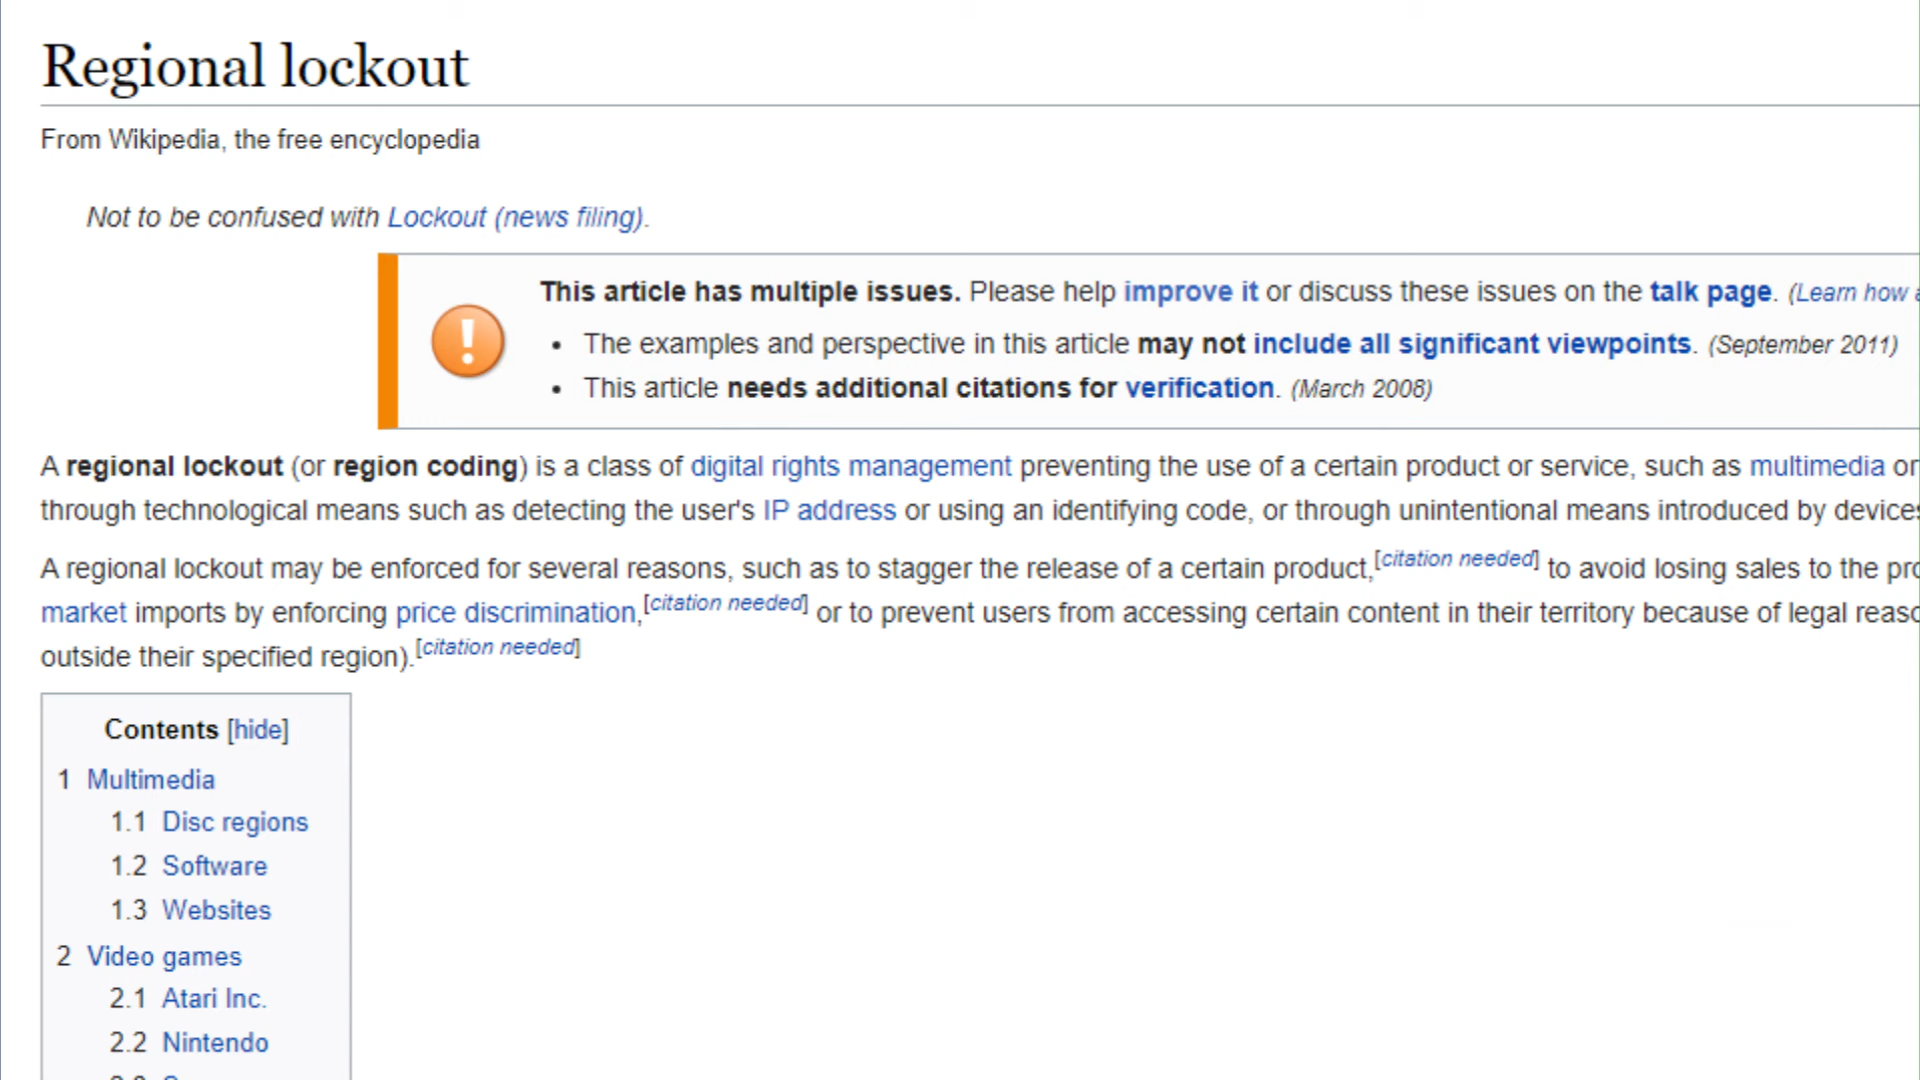 Regional lockout
From Wikipedia, the free encyclopedia
Not to be confused with Lockout (news filing).
This article has multiple issues. Please help improve it or discuss these issues on the talk page. (Learn how
• The examples and perspective in this article may not include all significant viewpoints. (September 2011)
• This article needs additional citations for verification. (March 2008)
A regional lockout (or region coding) is a class of digital rights management preventing the use of a certain product or service, such as multimedia or
through technological means such as detecting the user's IP address or using an identifying code, or through unintentional means introduced by devices
A regional lockout may be enforced for several reasons, such as to stagger the release of a certain product,[citation needed] to avoid losing sales to the
market imports by enforcing price discrimination,[citation needed] or to prevent users from accessing certain content in their territory because of legal
outside their specified region).[citation needed]
Contents [hide]
1 Multimedia
1.1 Disc regions
1.2 Software
1.3 Websites
2 Video games
2.1 Atari Inc.
2.2 Nintendo